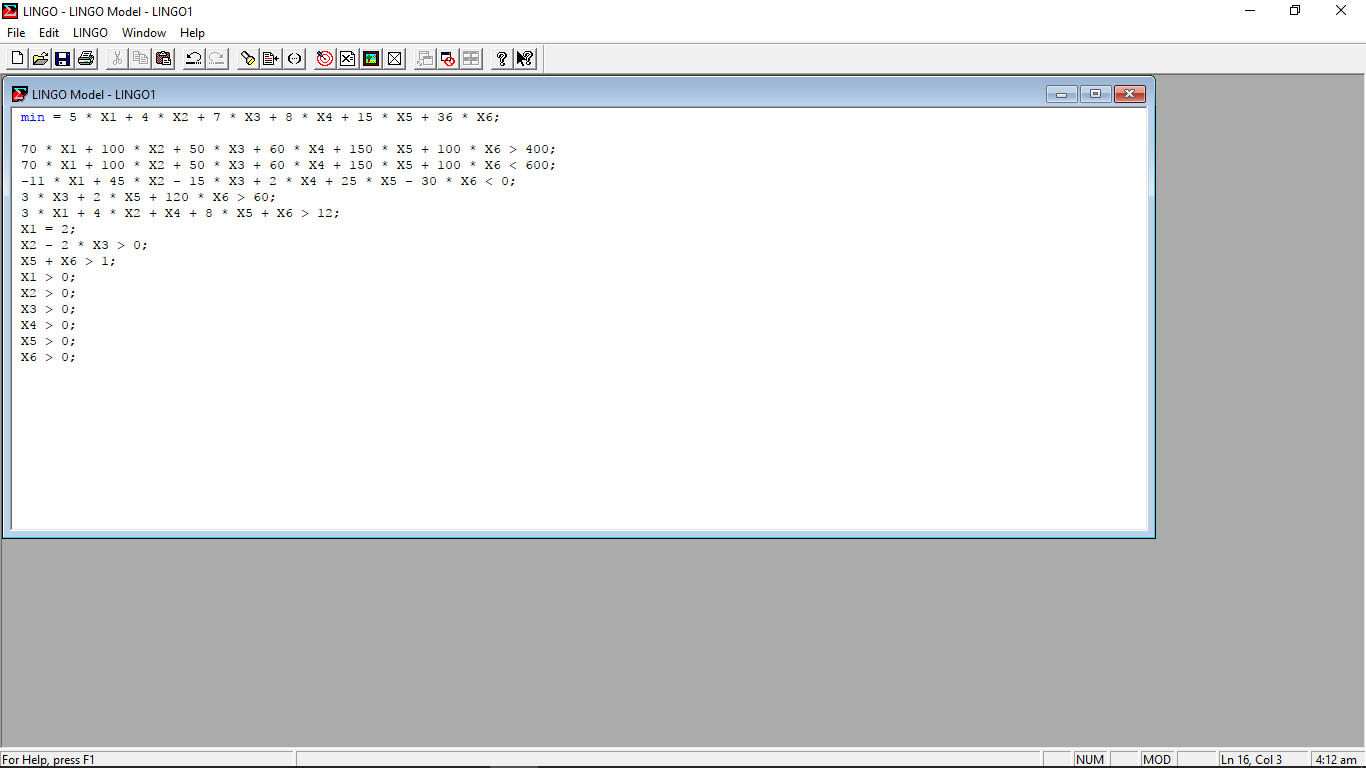 LINGO - LINGO Model - LINGO1
File Edit LINGO Window Help
LINGO Model - LINGO1
min = 5 * X1 + 4 * X2 + 7 * X3 + 8 * X4 + 15 * X5 + 36 * X6;
70 * X1 + 100 * X2 + 50 * X3 + 60 * X4 + 150 * X5 + 100 * X6 > 400;
70 * X1 + 100 * X2 + 50 * X3 + 60 * X4 + 150 * X5 + 100 * X6 < 600;
-11 * X1 + 45 * X2 - 15 * X3 + 2 * X4 + 25 * X5 - 30 * X6 < 0;
3 * X3 + 2 * X5 + 120 * X6 > 60;
3 * X1 + 4 * X2 + X4 + 8 * X5 + X6 > 12;
X1 = 2;
X2 - 2 * X3 > 0;
X5 + X6 > 1;
X1 > 0;
X2 > 0;
X3 > 0;
X4 > 0;
X5 > 0;
X6 > 0;
For Help, press F1 NUM MOD Ln 16, Col 3 4:12 am